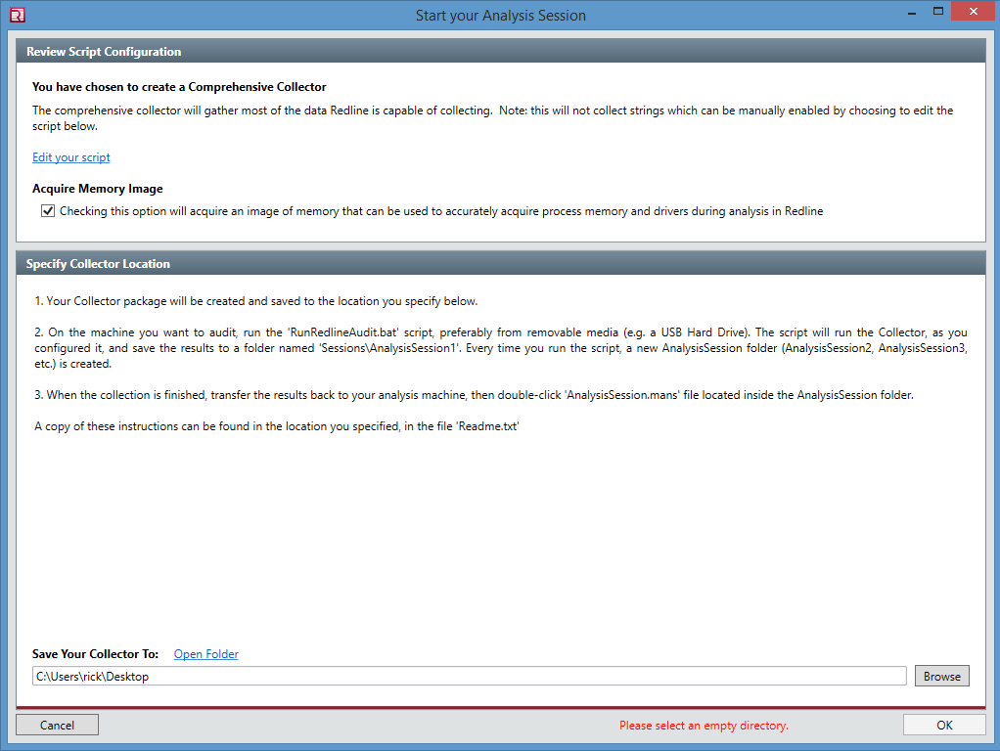 Start your Analysis Session
Review Script Configuration
You have chosen to create a Comprehensive Collector
The comprehensive collector will gather most of the data Redline is capable of collecting.  Note: this will not collect strings which can be manually enabled by choosing to edit the
script below.
Edit your script
Acquire Memory Image
Checking this option will acquire an image of memory that can be used to accurately acquire process memory and drivers during analysis in Redline
Specify Collector Location
1. Your Collector package will be created and saved to the location you specify below.
2. On the machine you want to audit, run the 'RunRedlineAudit.bat' script, preferably from removable media (e.g. a USB Hard Drive). The script will run the Collector, as you
configured it, and save the results to a folder named 'Sessions\AnalysisSession1'. Every time you run the script, a new AnalysisSession folder (AnalysisSession2, AnalysisSession3,
etc.) is created.
3. When the collection is finished, transfer the results back to your analysis machine, then double-click 'AnalysisSession.mans' file located inside the AnalysisSession folder.
A copy of these instructions can be found in the location you specified, in the file 'Readme.txt'
Save Your Collector To: Open Folder
C:\Users\rick\Desktop Browse
Cancel Please select an empty directory. OK